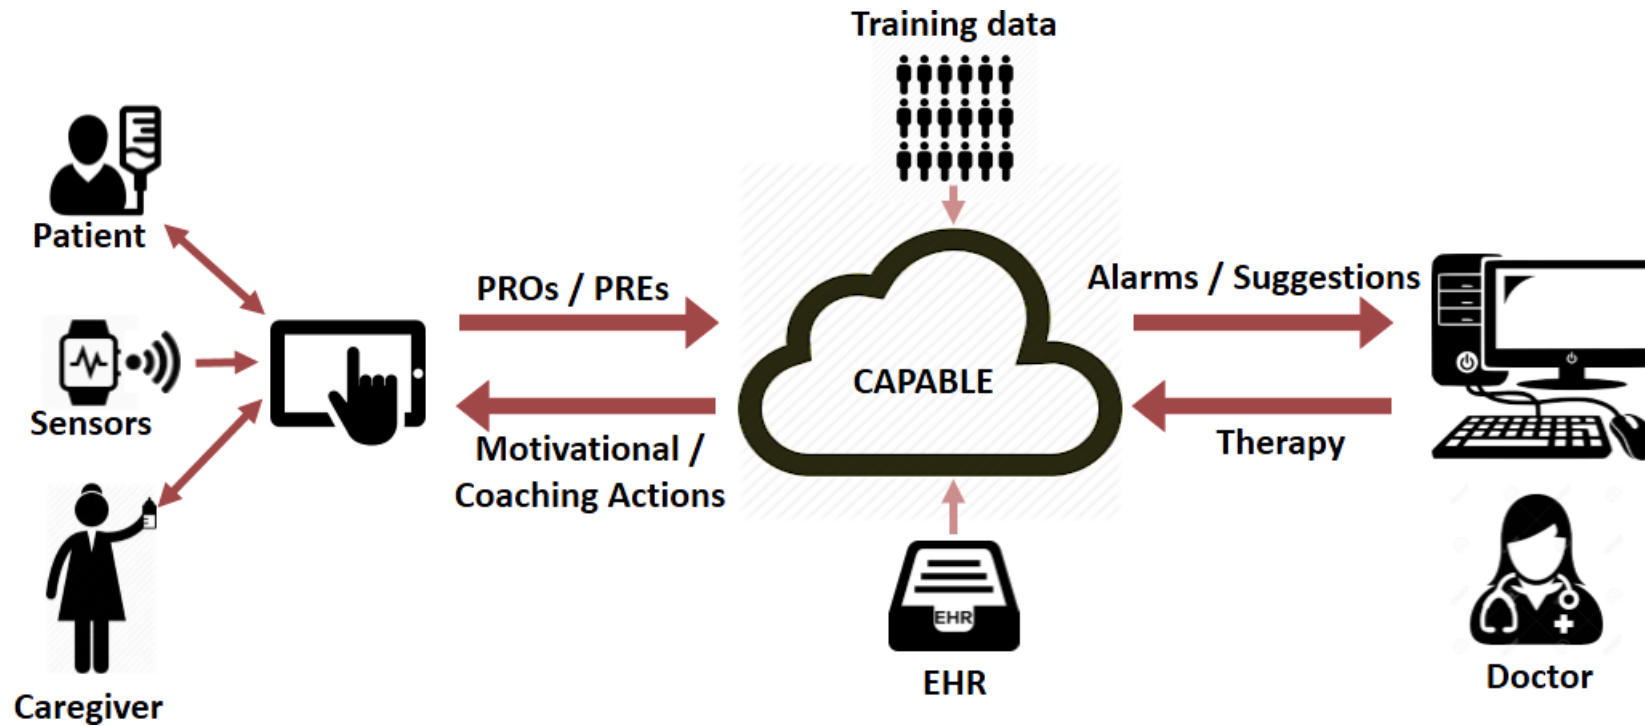 Training data
Patient
PROs / PREs
Alarms / Suggestions
CAPABLE
Sensors
Motivational /
Coaching Actions
Therapy
EHR
EHR
Doctor
Caregiver